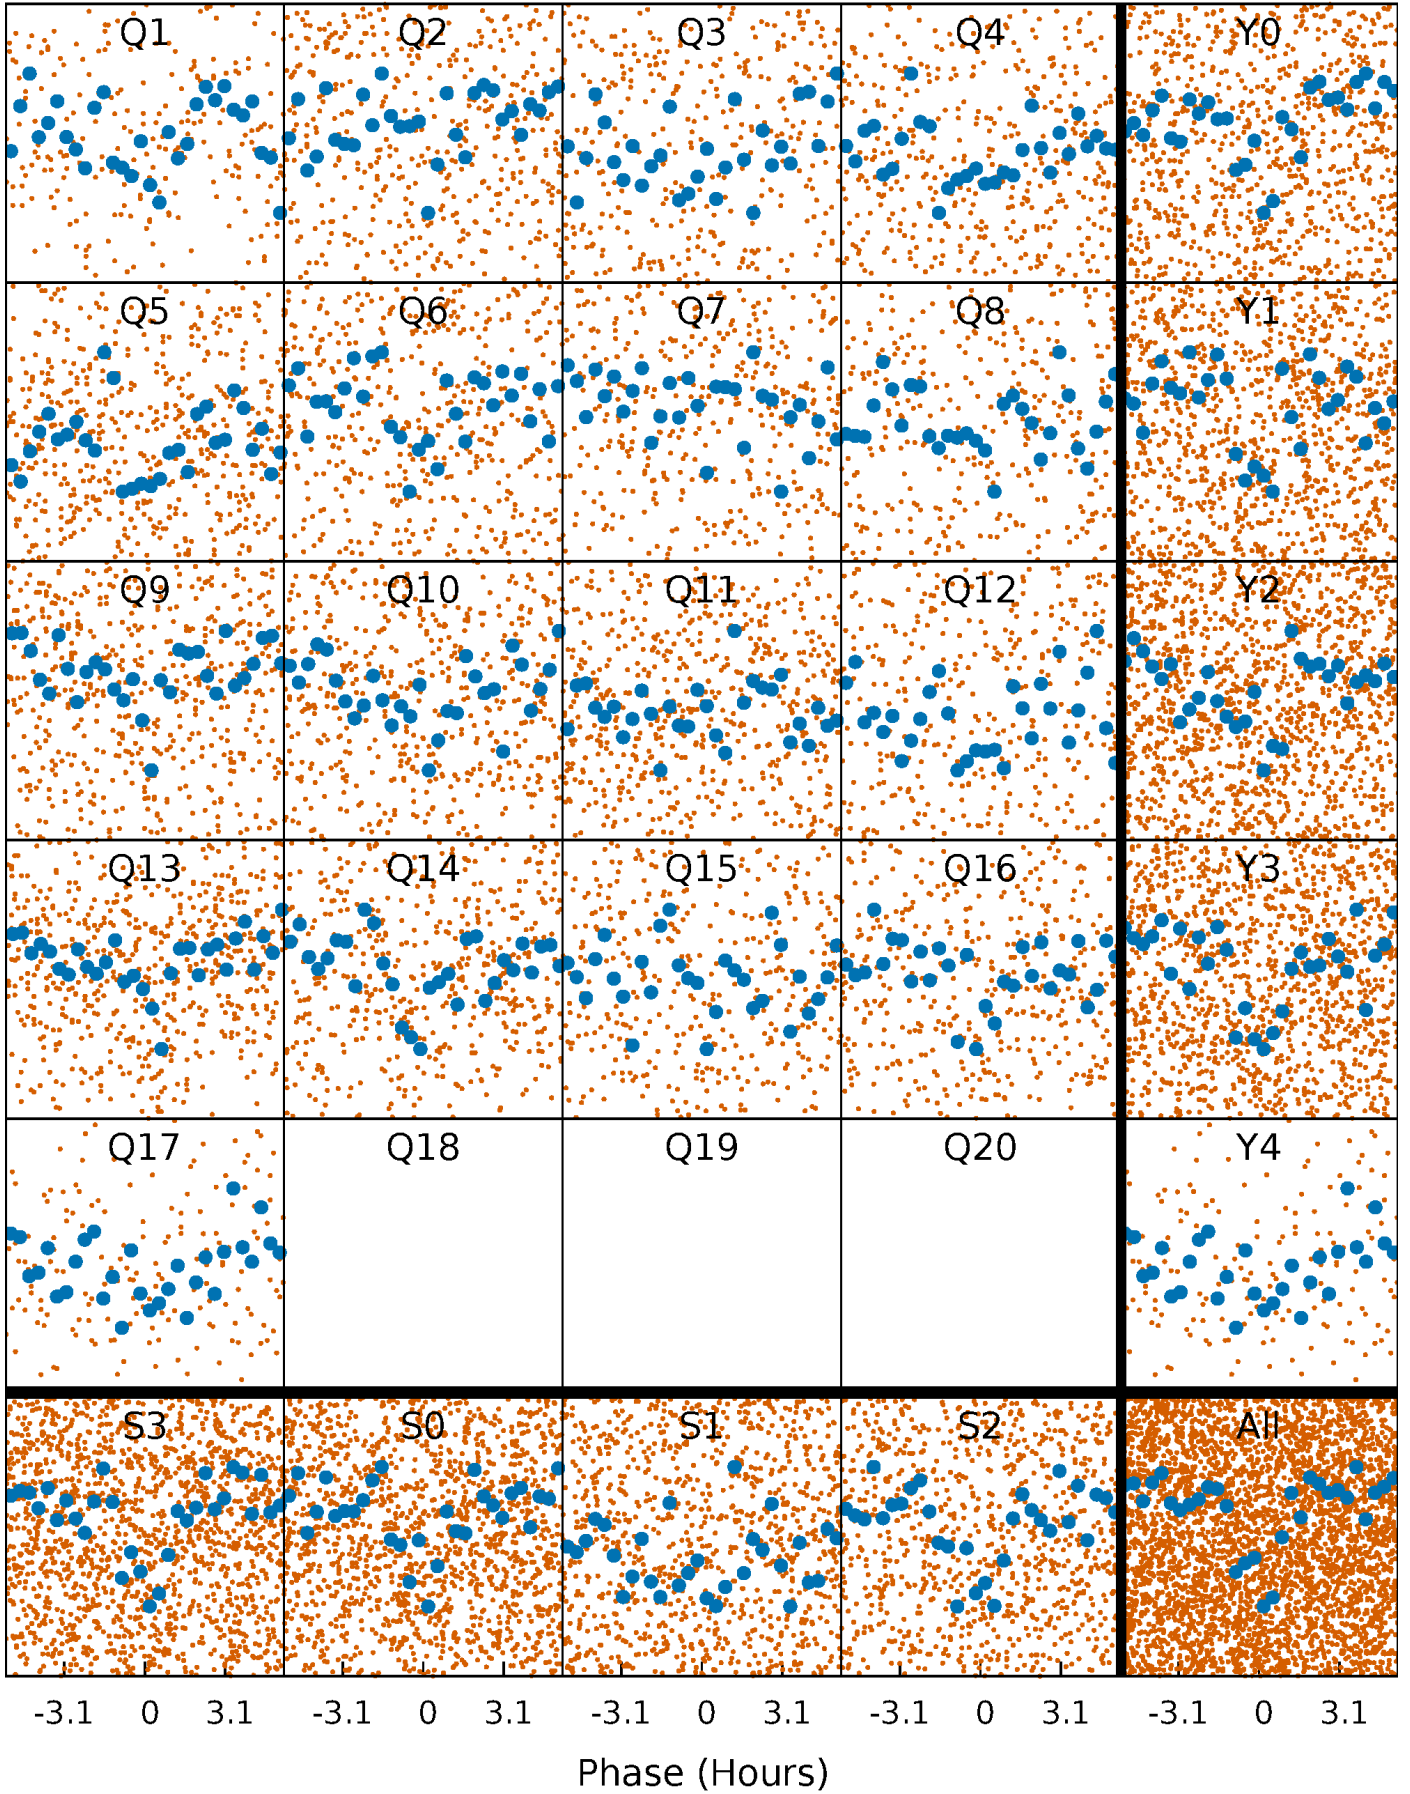 Q1 Q2 Q3 Q4 Y0
Q5 Q6 Q7 Q8 Y1
Q9 Q10 Q11 Q12 Y2
Q13 Q14 Q15 Q16 Y3
Q17 Q18 Q19 Q20 Y4
S3 S0 S1 S2 All
-3.1 0 3.1 -3.1 0 3.1 -3.1 0 3.1 -3.1 0 3.1 -3.1 0 3.1
Phase (Hours)